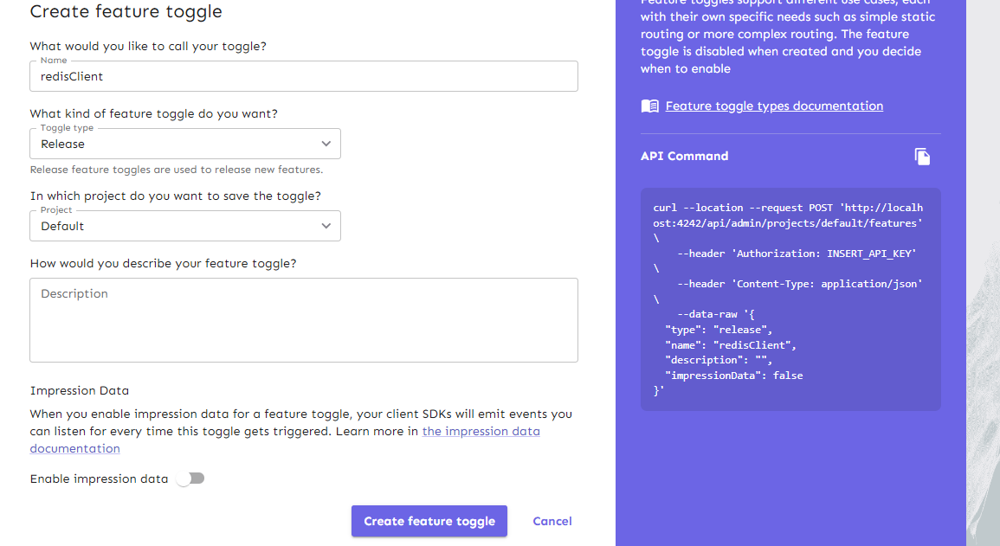 Create feature toggle
What would you like to call your toggle?
Name
redisClient
What kind of feature toggle do you want?
Toggle type
Release
Release feature toggles are used to release new features.
In which project do you want to save the toggle?
Project
Default
How would you describe your feature toggle?
Description
Impression Data
When you enable impression data for a feature toggle, your client SDKs will emit events you
can listen for every time this toggle gets triggered. Learn more in the impression data
documentation
Enable impression data
Create feature toggle
Cancel
Feature toggles support different use cases, each
with their own specific needs such as simple static
routing or more complex routing. The feature
toggle is disabled when created and you decide
when to enable
Feature toggle types documentation
API Command
curl --location --request POST 'http://localh
ost:4242/api/admin/projects/default/features'
\
--header 'Authorization: INSERT_API_KEY'
\
--header 'Content-Type: application/json'
\
--data-raw '{
"type": "release",
"name": "redisClient",
"description": "",
"impressionData": false
}'